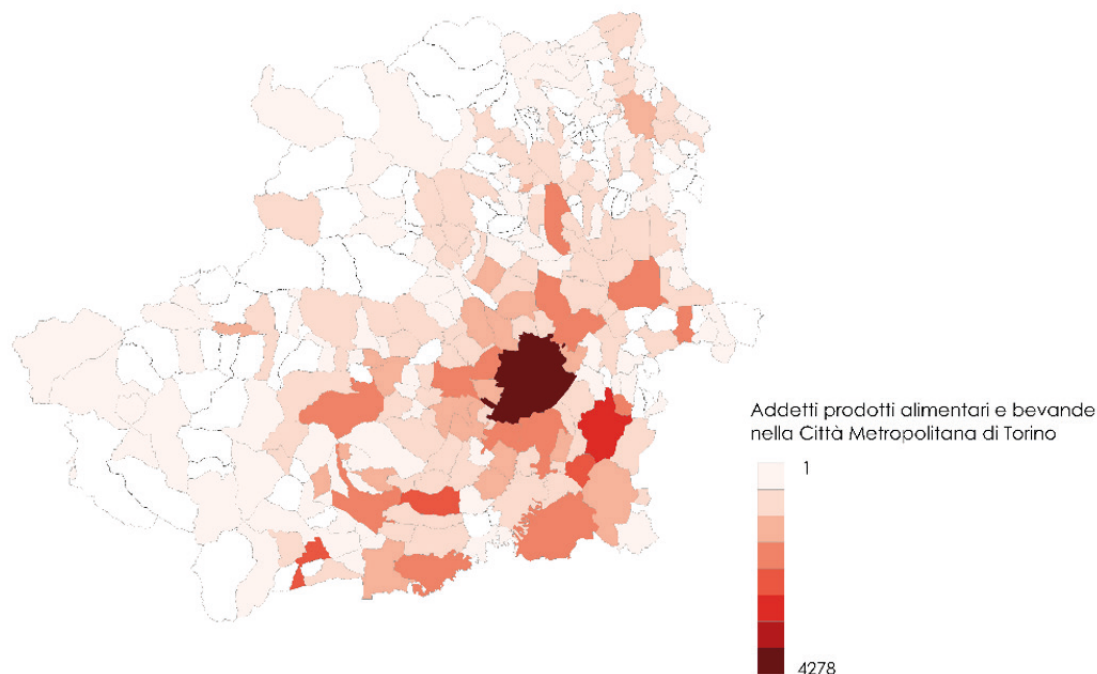 Addetti prodotti alimentari e bevande
nella Città Metropolitana di Torino
1
4278